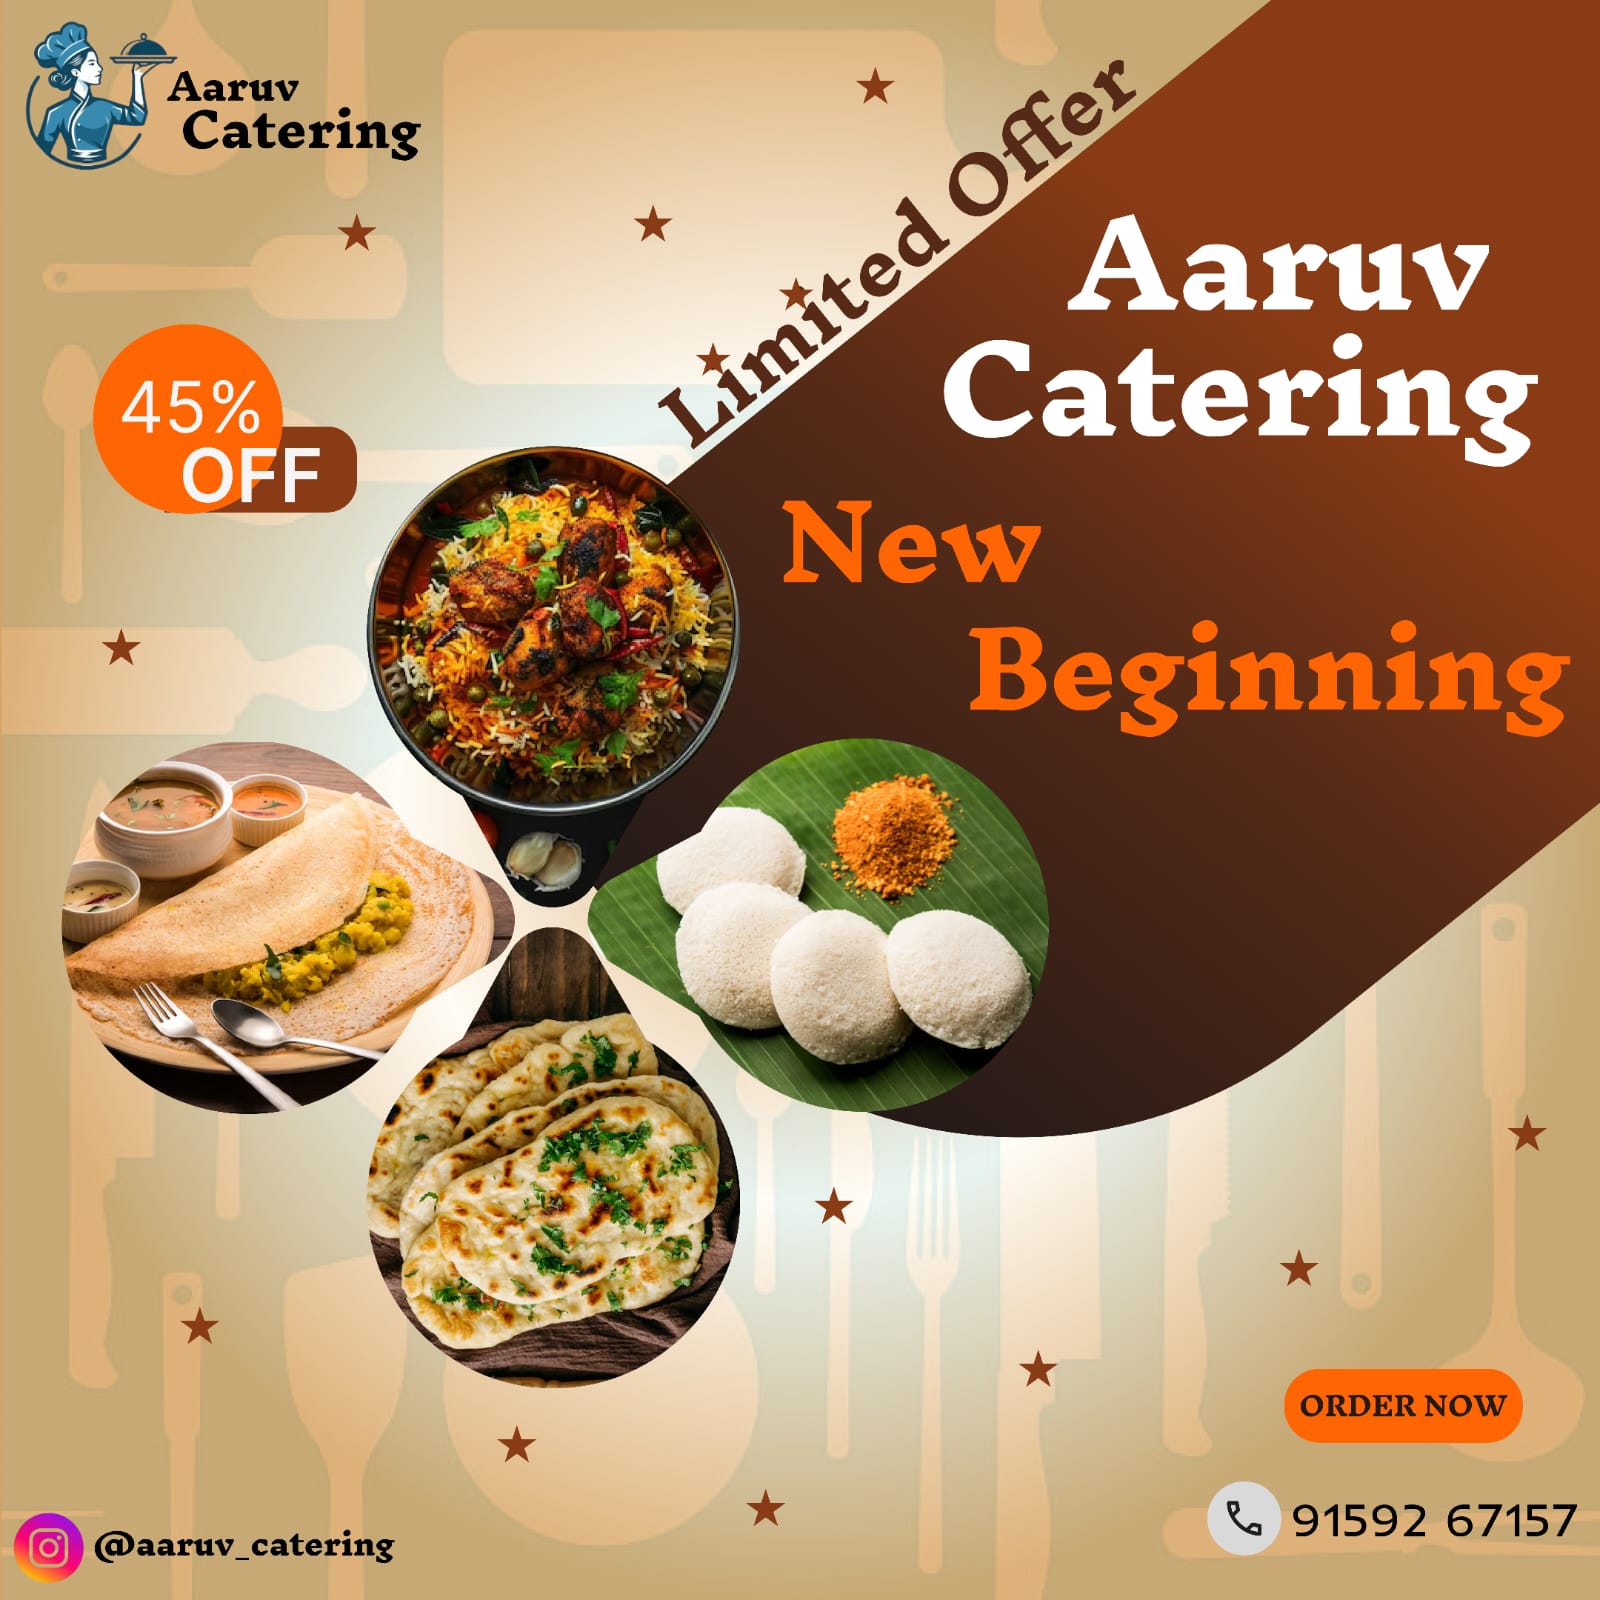 Aaruv
Catering
Limited Offer
Aaruv
Catering
45%
OFF
New
Beginning
ORDER NOW
91592 67157
@aaruv_catering